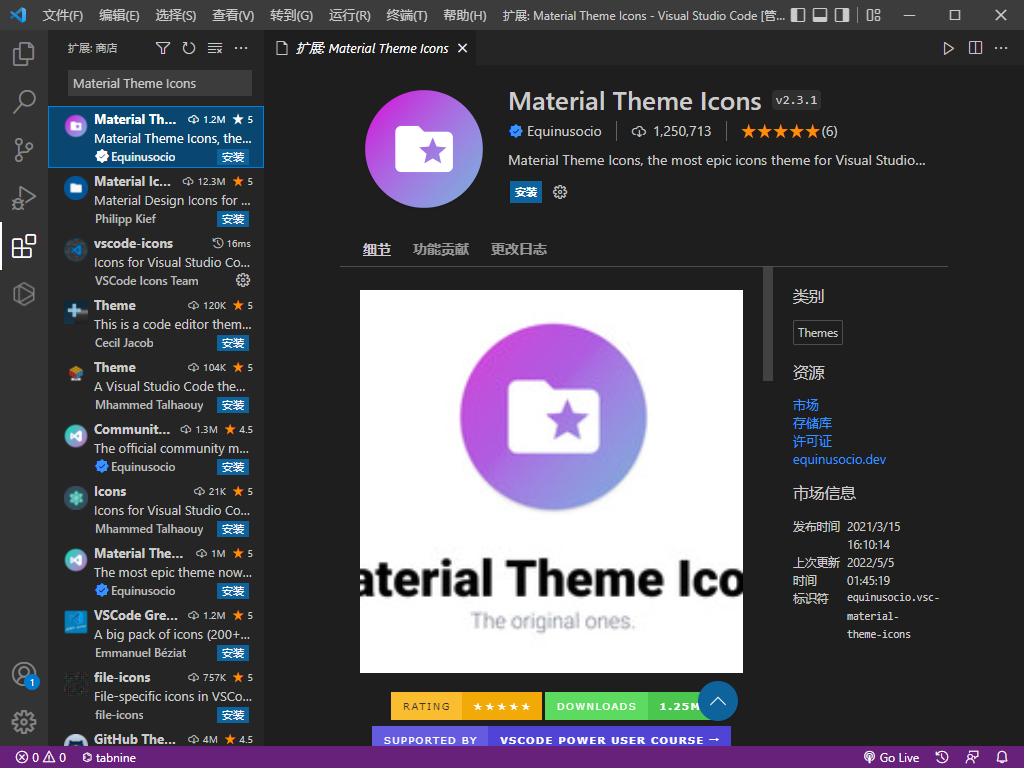 文件(F) 编辑(E) 选择(S) 查看(V) 转到(G) 运行(R) 终端(T) 帮助(H) 扩展: Material Theme Icons - Visual Studio Code [管...
扩展: 商店
Material Theme Icons
Material Th... 1.2M ★ 5
Material Theme Icons, the...
Equinusocio 安装
Material Ic... 12.3M ★ 5
Material Design Icons for ...
Philipp Kief 安装
vscode-icons 16ms
Icons for Visual Studio Co...
VSCode Icons Team
Theme 120K ★ 5
This is a code editor them...
Cecil Jacob 安装
Theme 104K ★ 5
A Visual Studio Code the...
Mhammed Talhaouy 安装
Communit... 1.3M ★ 4.5
The official community m...
Equinusocio 安装
Icons 21K ★ 5
Icons for Visual Studio Co...
Mhammed Talhaouy 安装
Material The... 1M ★ 5
The most epic theme now...
Equinusocio 安装
VSCode Gre... 1.2M ★ 5
A big pack of icons (200+...
Emmanuel Béziat 安装
file-icons 757K ★ 5
File-specific icons in VSCo...
file-icons 安装
GitHub The... 4M ★ 4.5
扩展: Material Theme Icons
Material Theme Icons v2.3.1
Equinusocio 1,250,713 ★★★★★(6)
Material Theme Icons, the most epic icons theme for Visual Studio...
安装
细节 功能贡献 更改日志
aterial Theme Ico
The original ones.
RATING ★★★★★ DOWNLOADS 1.25M
SUPPORTED BY VSCODE POWER USER COURSE →
类别
Themes
资源
市场
存储库
许可证
equinusocio.dev
市场信息
发布时间 2021/3/15
16:10:14
上次更新 2022/5/5
时间 01:45:19
标识符 equinusocio.vsc-
material-
theme-icons
1
0 0 tabnine Go Live